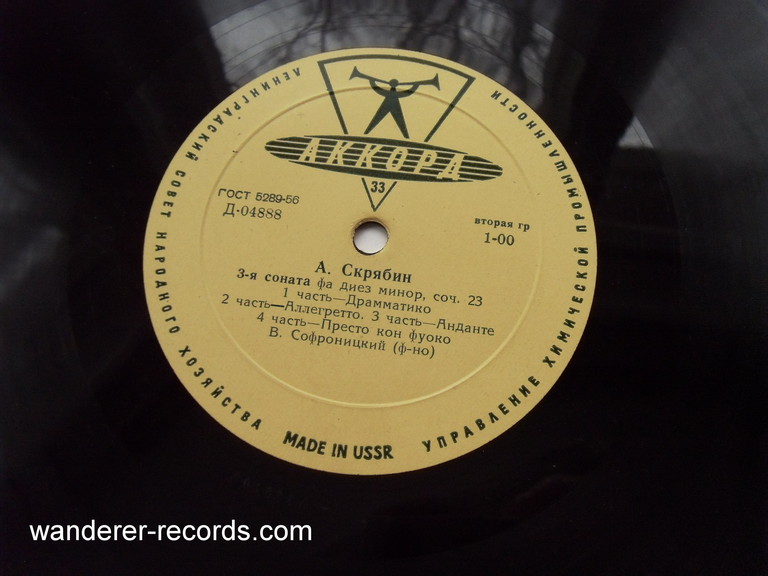 ЛЕНИНГРАДСКИЙ СОВЕТ НАРОДНОГО ХОЗЯЙСТВА
УПРАВЛЕНИЕ ХИМИЧЕСКОЙ ПРОМЫШЛЕННОСТИ
АККОРД
33
ГОСТ 5289-56
Д-04888
вторая гр
1-00
А. Скрябин
3-я соната фа диез минор, соч. 23
1 часть—Драмматико
2 часть—Аллегретто. 3 часть—Анданте
4 часть—Престо кон фуоко
В. Софроницкий (ф-но)
MADE IN USSR
wanderer-records.com